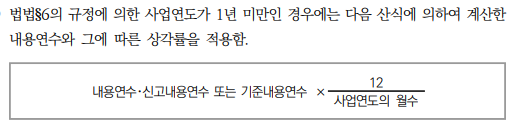 법법§6의 규정에 의한 사업연도가 1년 미만인 경우에는 다음 산식에 의하여 계산한
내용연수와 그에 따른 상각률을 적용함.
내용연수·신고내용연수 또는 기준내용연수 × 12
사업연도의 월수